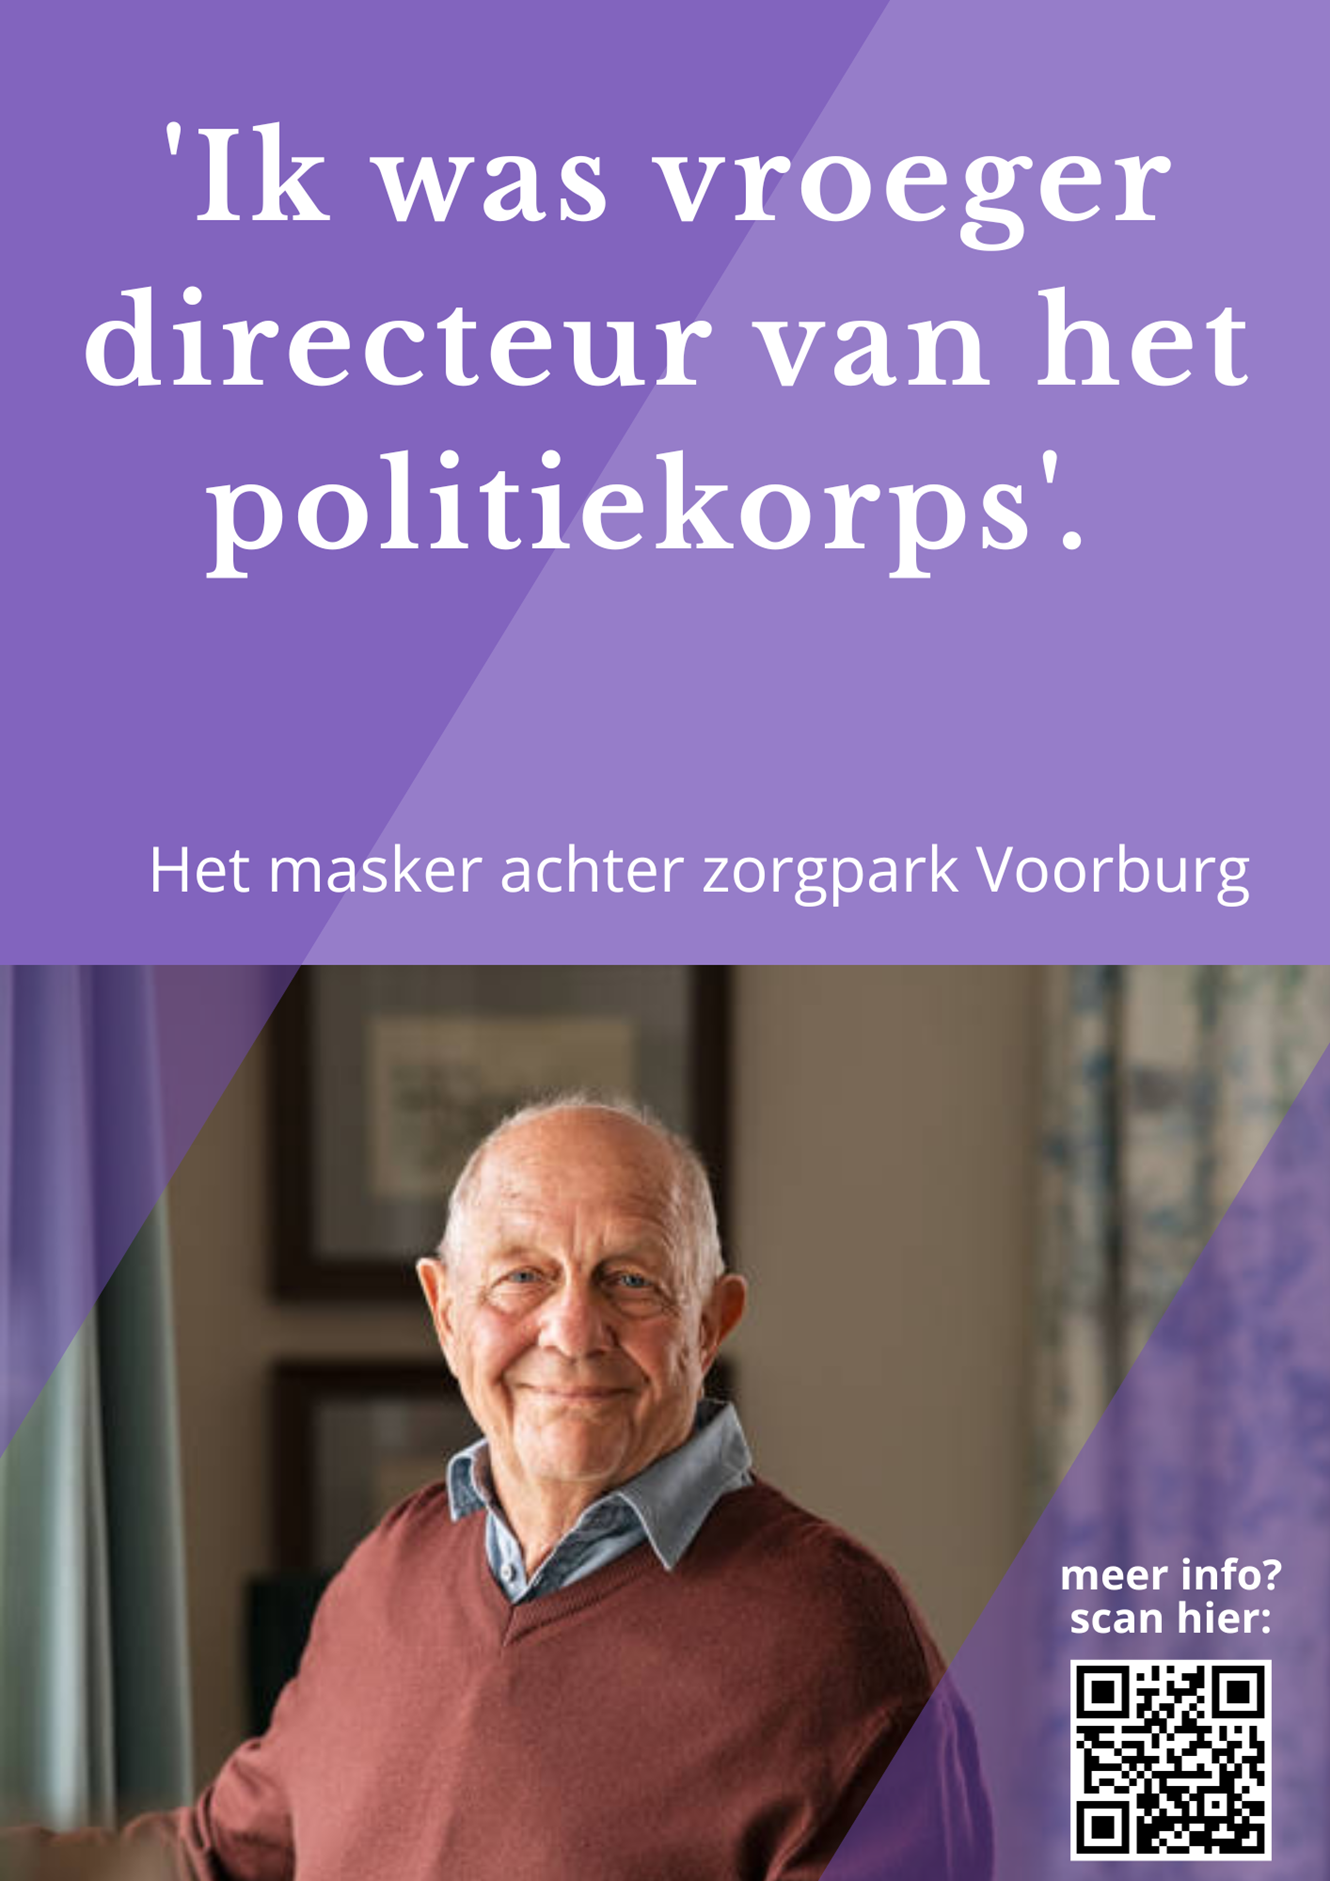 'Ik was vroeger
directeur van het
politiekorps'.
Het masker achter zorgpark Voorburg
meer info?
scan hier: